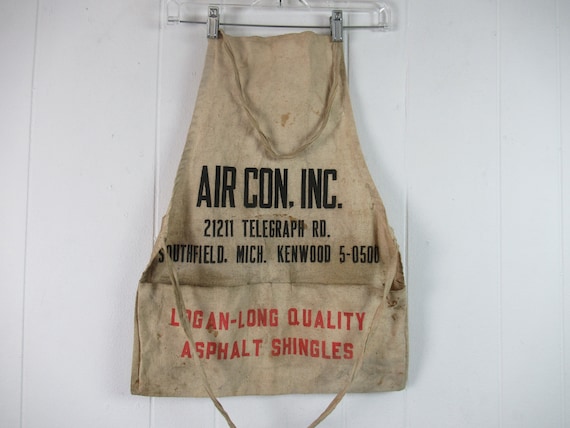 AIR CON, INC.
21211 TELEGRAPH RD.
SOUTHFIELD. MICH. KENWOOD 5-0500
LOGAN-LONG QUALITY
ASPHALT SHINGLES